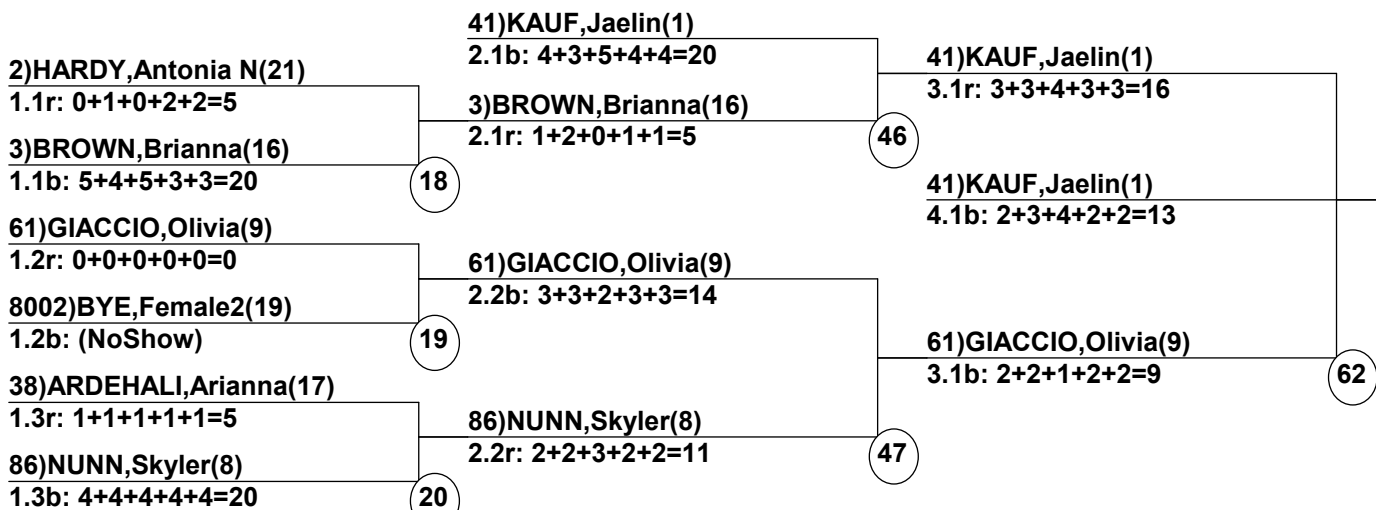 2)HARDY,Antonia N(21)
1.1r: 0+1+0+2+2=5
3)BROWN,Brianna(16)
1.1b: 5+4+5+3+3=20
18
61)GIACCIO,Olivia(9)
1.2r: 0+0+0+0+0=0
8002)BYE,Female2(19)
1.2b: (NoShow)
19
38)ARDEHALI,Arianna(17)
1.3r: 1+1+1+1+1=5
86)NUNN,Skyler(8)
1.3b: 4+4+4+4+4=20
20
41)KAUF,Jaelin(1)
2.1b: 4+3+5+4+4=20
3)BROWN,Brianna(16)
2.1r: 1+2+0+1+1=5
46
61)GIACCIO,Olivia(9)
2.2b: 3+3+2+3+3=14
86)NUNN,Skyler(8)
2.2r: 2+2+3+2+2=11
47
41)KAUF,Jaelin(1)
3.1r: 3+3+4+3+3=16
61)GIACCIO,Olivia(9)
3.1b: 2+2+1+2+2=9
62
41)KAUF,Jaelin(1)
4.1b: 2+3+4+2+2=13